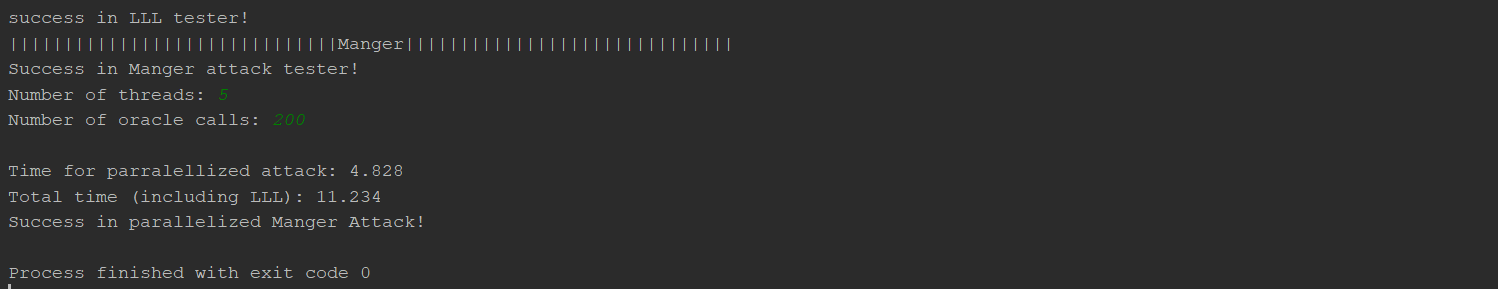 success in LLL tester!
||||||||||||||||||||||||||||||Manger||||||||||||||||||||||||||||||
Success in Manger attack tester!
Number of threads: 5
Number of oracle calls: 200
Time for parralellized attack: 4.828
Total time (including LLL): 11.234
Success in parallelized Manger Attack!
Process finished with exit code 0